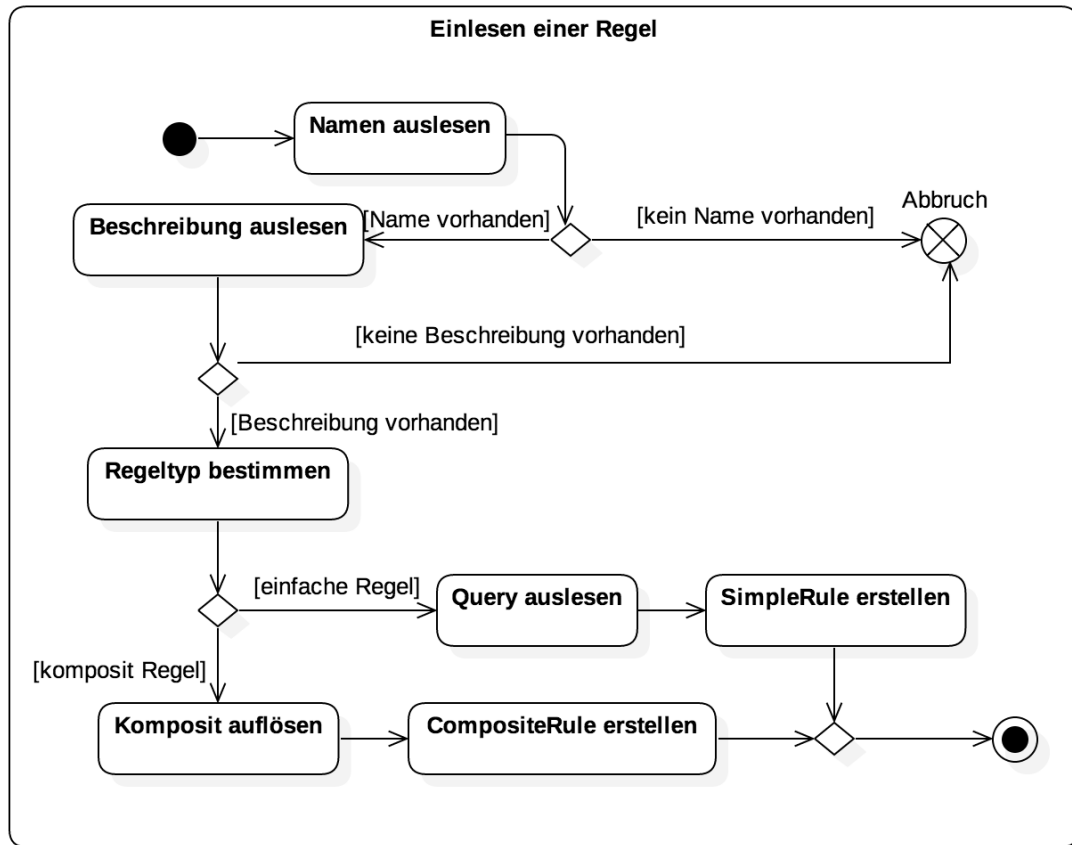 Einlesen einer Regel
Namen auslesen
Abbruch
Beschreibung auslesen
[Name vorhanden]
[kein Name vorhanden]
[keine Beschreibung vorhanden]
[Beschreibung vorhanden]
Regeltyp bestimmen
[einfache Regel]
Query auslesen
SimpleRule erstellen
[komposit Regel]
Komposit auflösen
CompositeRule erstellen